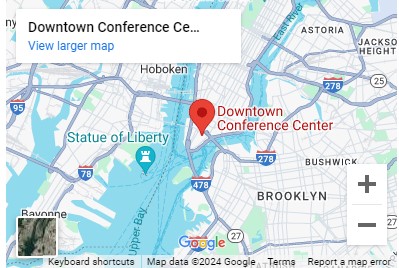 Downtown Conference Ce...
View larger map
East River
ASTORIA
JACKSON
HEIGHTS
Hoboken
95
278
Downtown
Conference Center
Statue of Liberty
278
BUSHWICK
78
478
BROOKLYN
Bayonne
Upper Bay
Google
Keyboard shortcuts
Map data ©2024 Google
Terms
Report a map error